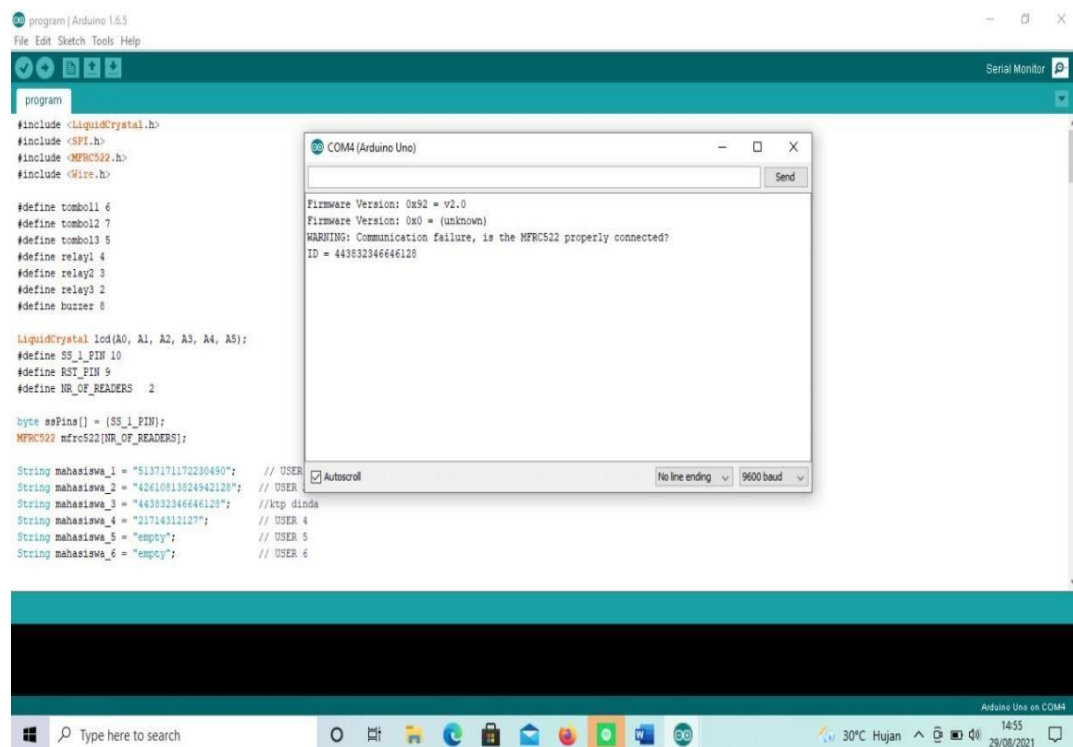 program | Arduino 1.6.5
File Edit Sketch Tools Help
Serial Monitor
program
#include <LiquidCrystal.h>
#include <SPI.h>
#include <MFRC522.h>
#include <Wire.h>
#define tombol1 6
#define tombol2 7
#define tombol3 5
#define relay1 4
#define relay2 3
#define relay3 2
#define buzzer 8
LiquidCrystal lcd(A0, A1, A2, A3, A4, A5);
#define SS_1_PIN 10
#define RST_PIN 9
#define NR_OF_READERS 2
byte ssPins[] = {SS_1_PIN};
MFRC522 mfrc522[NR_OF_READERS];
String mahasiswa_1 = "5137171172230490"; // USER
String mahasiswa_2 = "42610813824942128"; // USER
String mahasiswa_3 = "443832346646128"; //ktp dinda
String mahasiswa_4 = "21714312127"; // USER 4
String mahasiswa_5 = "empty"; // USER 5
String mahasiswa_6 = "empty"; // USER 6
COM4 (Arduino Uno)
Send
Firmware Version: 0x92 = v2.0
Firmware Version: 0x0 = (unknown)
WARNING: Communication failure, is the MFRC522 properly connected?
ID = 443832346646128
Autoscroll
No line ending
9600 baud
Arduino Uno on COM4
Type here to search
30°C Hujan
14:55
29/08/2021